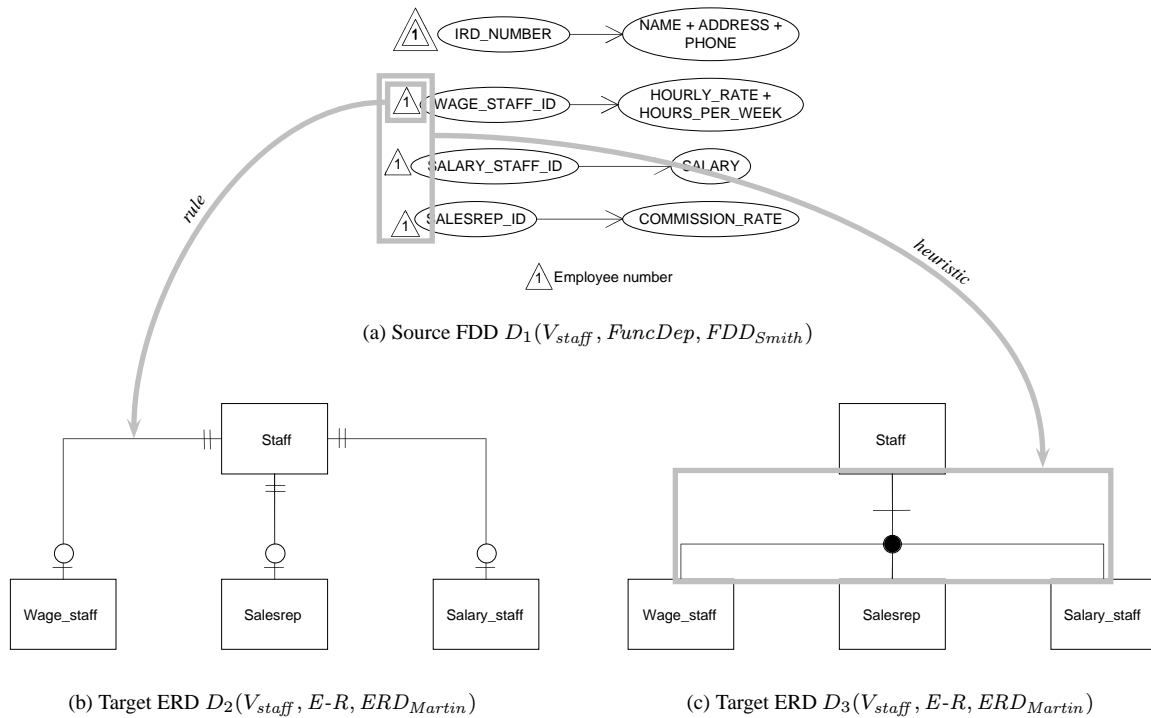 1
IRD_NUMBER
NAME + ADDRESS +
PHONE
1
WAGE_STAFF_ID
HOURLY_RATE +
HOURS_PER_WEEK
1
SALARY_STAFF_ID
SALARY
1
SALESREP_ID
COMMISSION_RATE
rule
heuristic
1 Employee number
(a) Source FDD D1(Vstaff, FuncDep, FDDSmith)
Staff
Wage_staff
Salesrep
Salary_staff
(b) Target ERD D2(Vstaff, E-R, ERDMartin)
Staff
Wage_staff
Salesrep
Salary_staff
(c) Target ERD D3(Vstaff, E-R, ERDMartin)